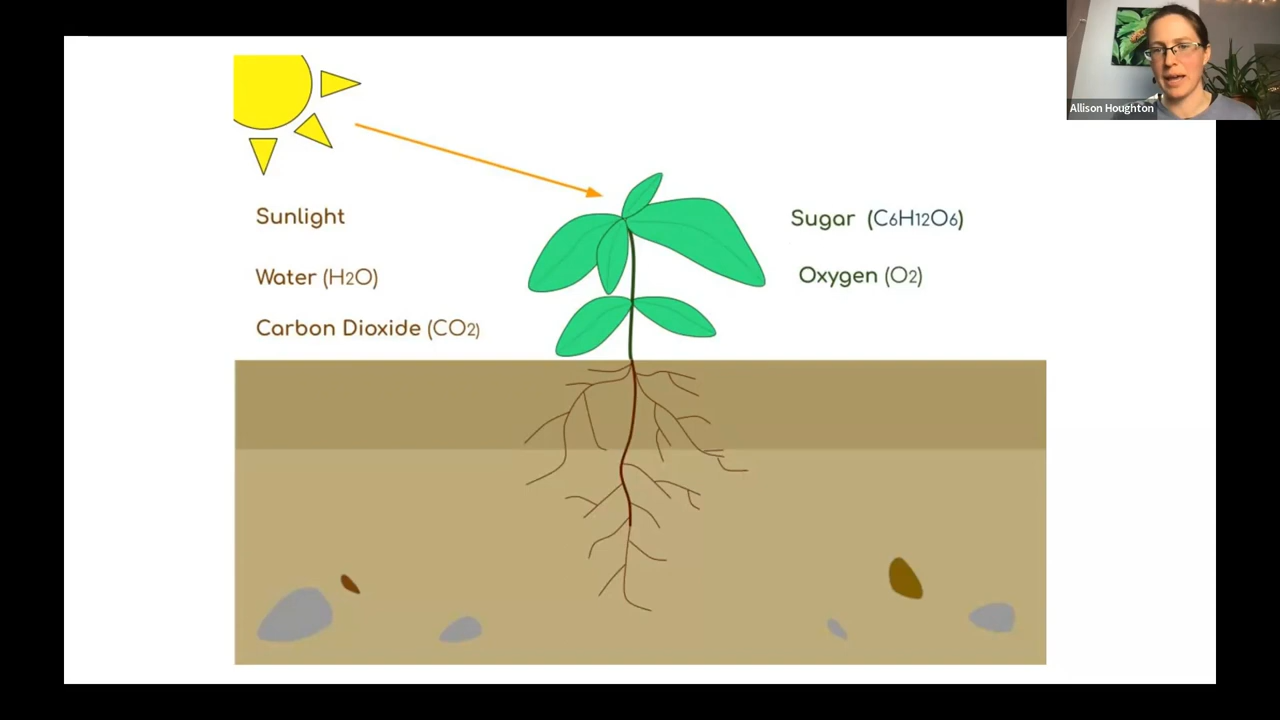 Allison Houghton
Sunlight
Water (H2O)
Carbon Dioxide (CO2)
Sugar (C6H12O6)
Oxygen (O2)